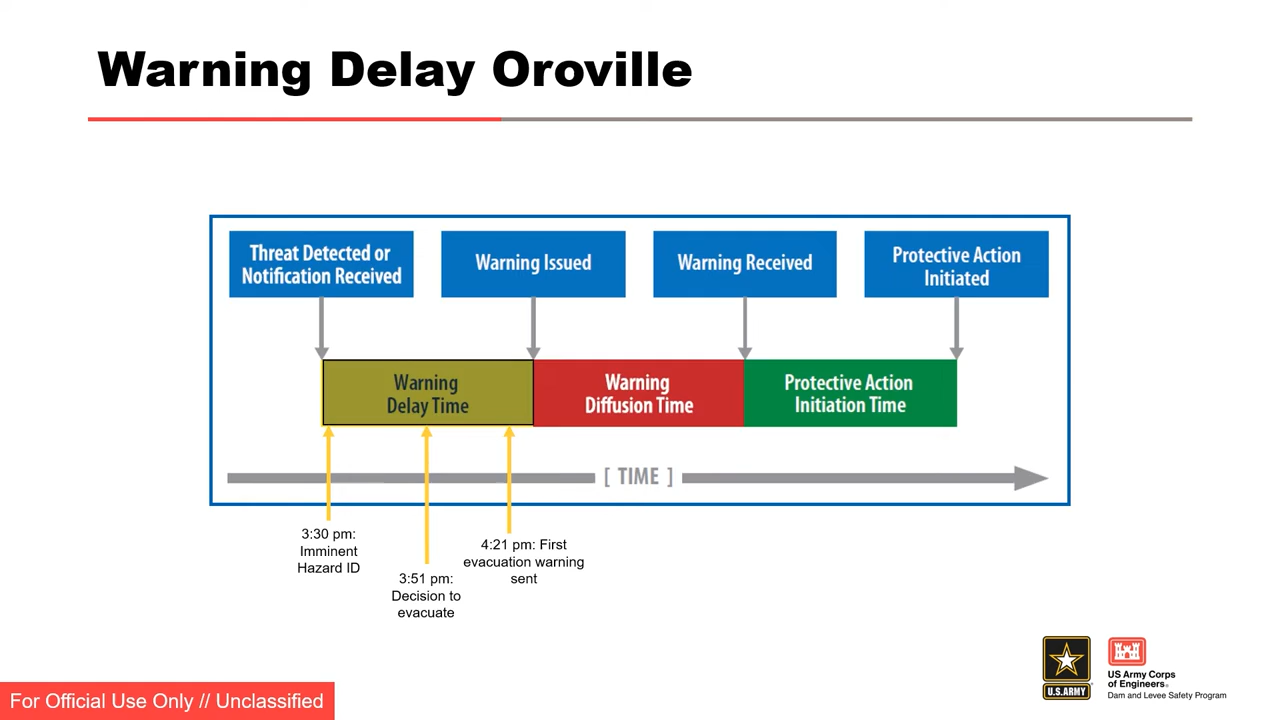 Warning Delay Oroville
Threat Detected or
Notification Received
Warning Issued
Warning Received
Protective Action
Initiated
Warning
Delay Time
Warning
Diffusion Time
Protective Action
Initiation Time
[ TIME ]
3:30 pm:
Imminent
Hazard ID
3:51 pm:
Decision to
evacuate
4:21 pm: First
evacuation warning
sent
U.S.ARMY
US Army Corps
of Engineers®
Dam and Levee Safety Program
For Official Use Only // Unclassified